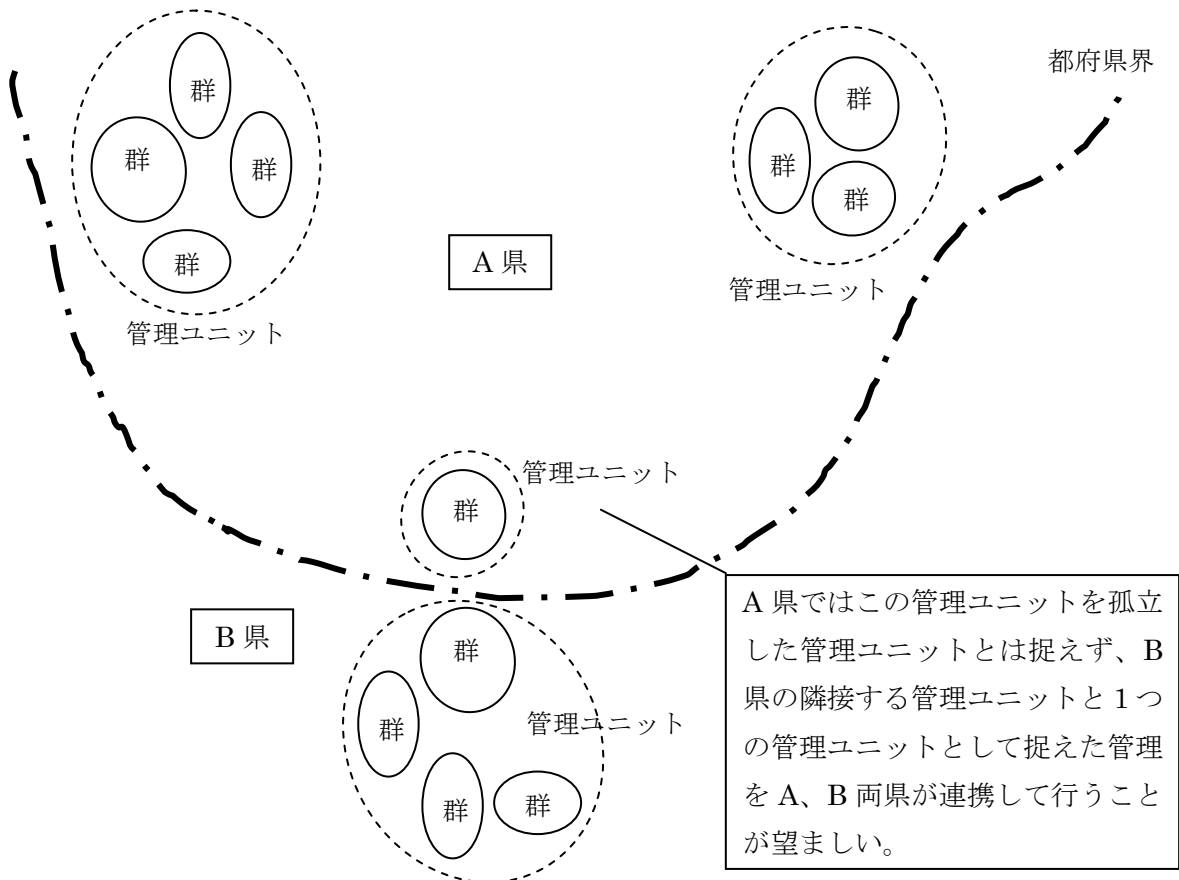 都府県界
群
群
群
群
群
群
群
A 県
管理ユニット
管理ユニット
管理ユニット
群
B 県
群
群
管理ユニット
群
群
A 県ではこの管理ユニットを孤立
した管理ユニットとは捉えず、B
県の隣接する管理ユニットと 1 つ
の管理ユニットとして捉えた管理
を A、B 両県が連携して行うこと
が望ましい。